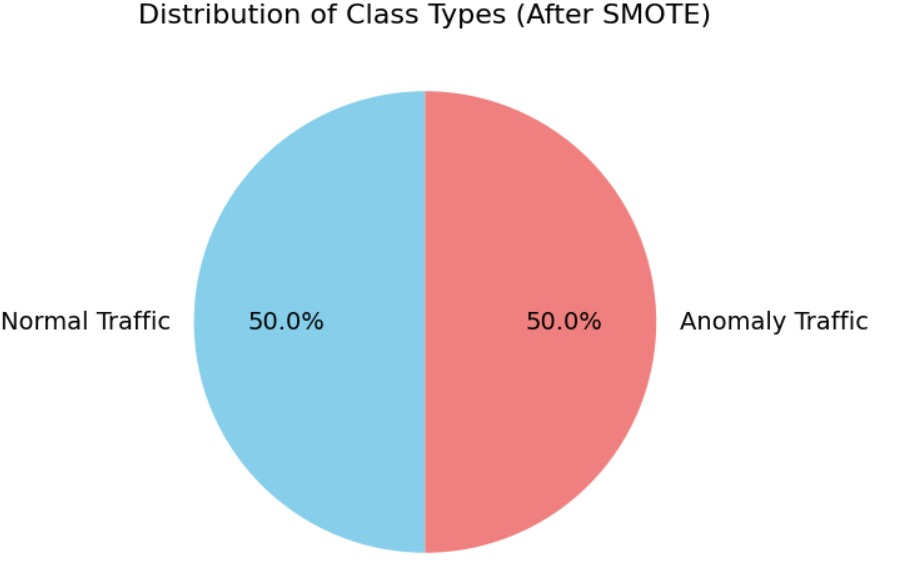 Distribution of Class Types (After SMOTE)
Normal Traffic
50.0%
50.0%
Anomaly Traffic